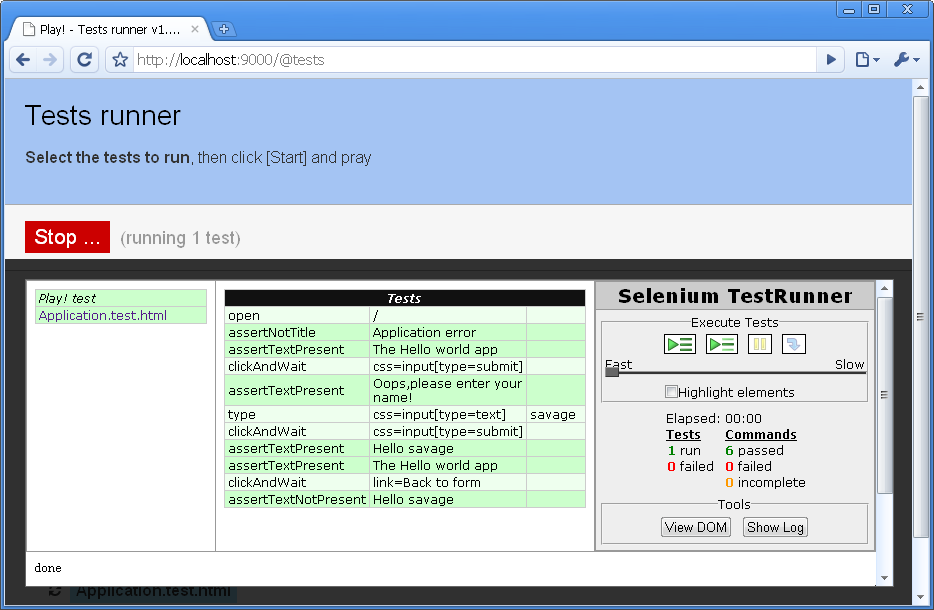 Play! - Tests runner v1....
http://localhost:9000/@tests
Tests runner
Select the tests to run, then click [Start] and pray
Stop ...
(running 1 test)
Play! test
Application.test.html
Tests
open /
assertNotTitle Application error
assertTextPresent The Hello world app
clickAndWait css=input[type=submit]
assertTextPresent Oops,please enter your
name!
type css=input[type=text] savage
clickAndWait css=input[type=submit]
assertTextPresent Hello savage
assertTextPresent The Hello world app
clickAndWait link=Back to form
assertTextNotPresent Hello savage
Selenium TestRunner
Execute Tests
Fast Slow
Highlight elements
Elapsed: 00:00
Tests Commands
1 run 6 passed
0 failed 0 failed
0 incomplete
Tools
View DOM Show Log
done
Application.test.html